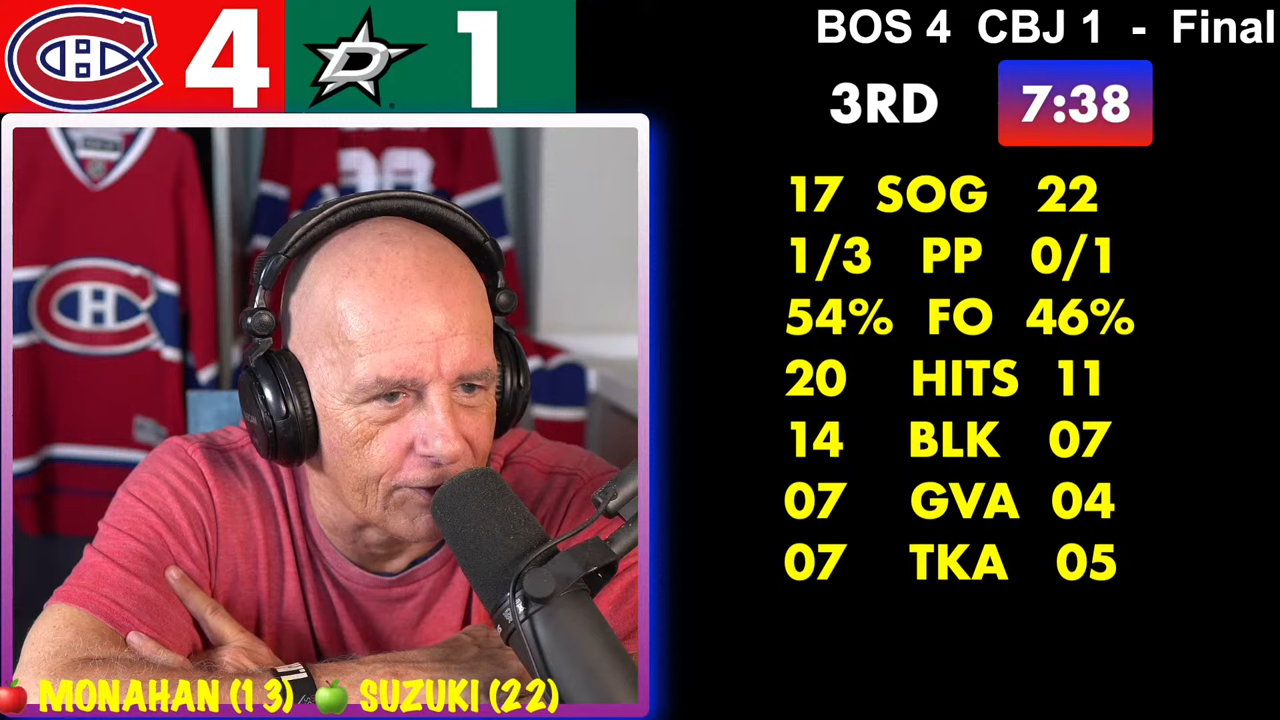 4 1
BOS 4 CBJ 1 - Final
3RD 7:38
17 SOG 22
1/3 PP 0/1
54% FO 46%
20 HITS 11
14 BLK 07
07 GVA 04
07 TKA 05
MONAHAN (13) SUZUKI (22)